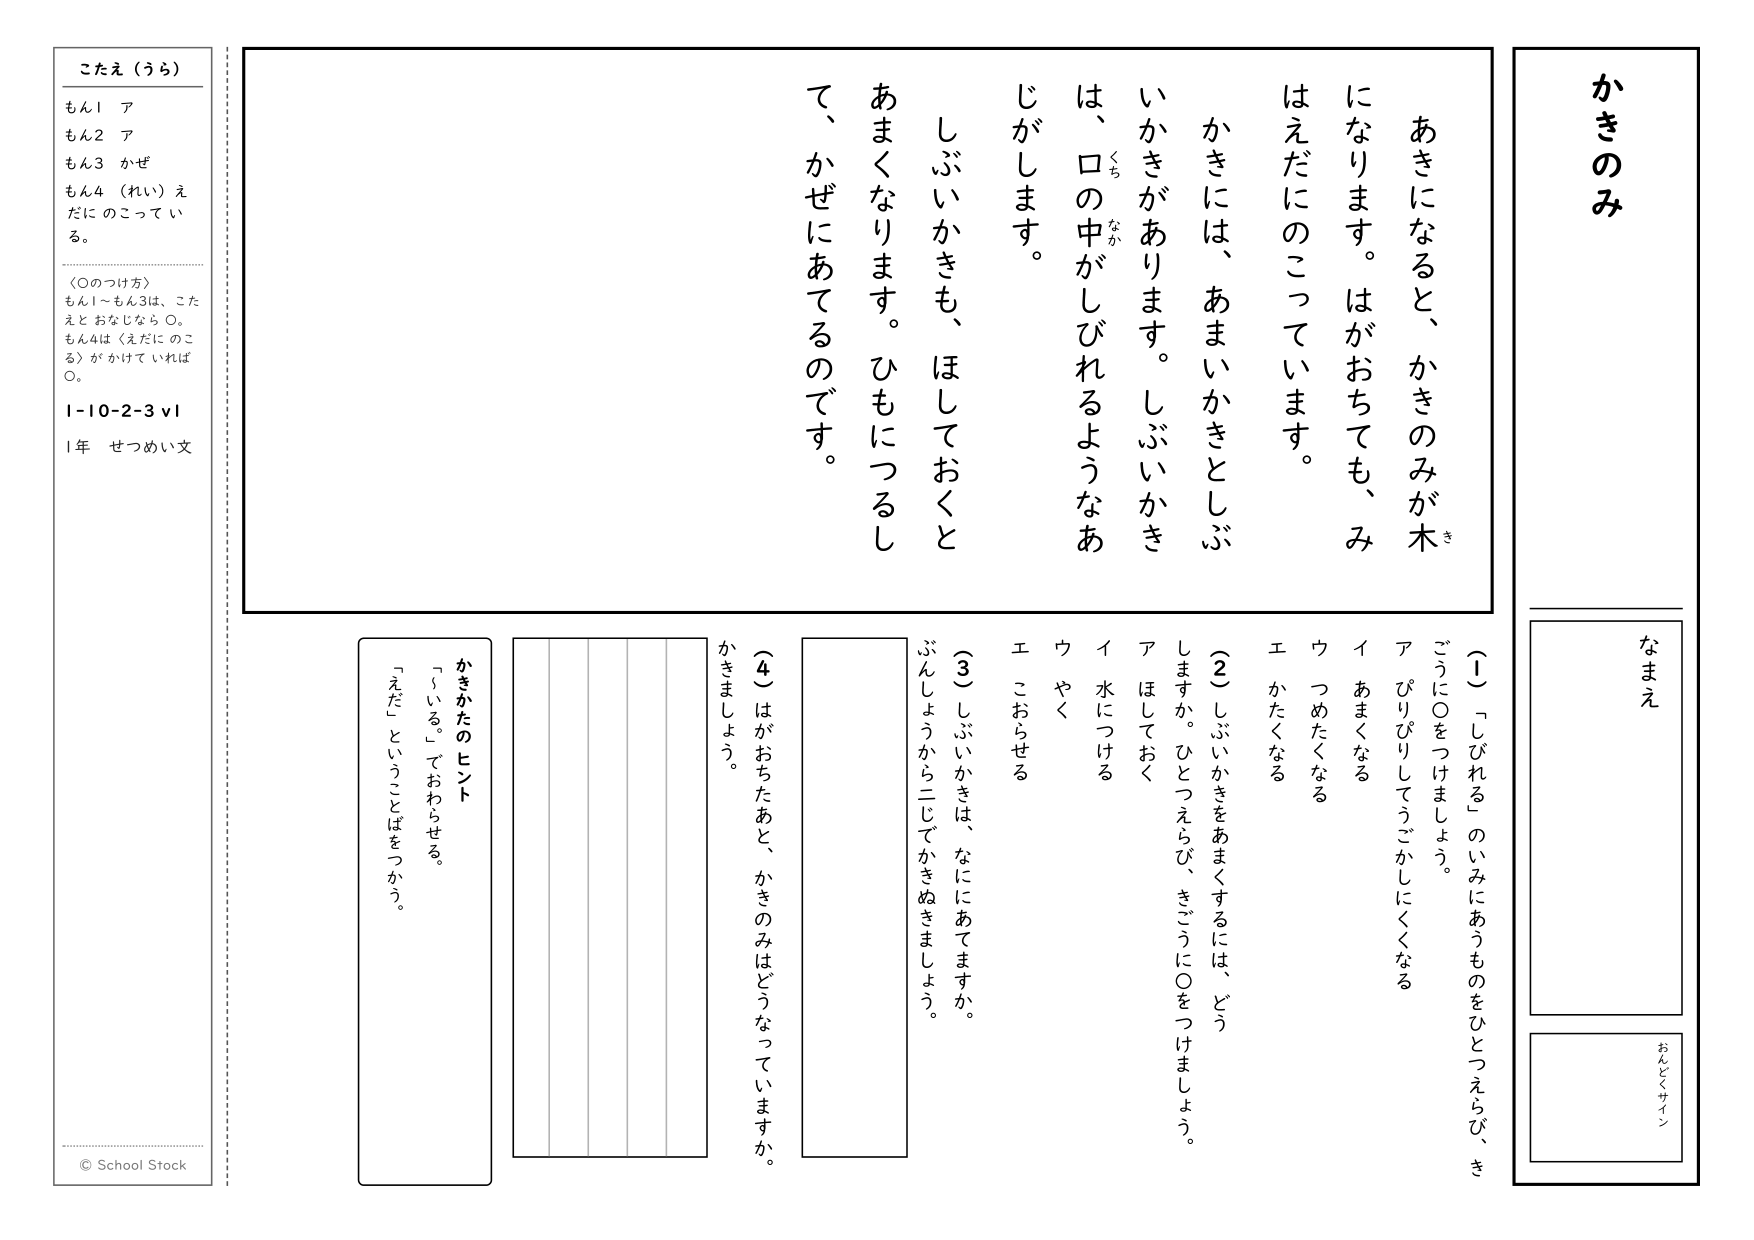 かきのみ
なまえ
おんどくサイン
あきになると、かきのみが木き
になります。はがおちても、み
はえだにのこっています。
かきには、あまいかきとしぶ
いかきがあります。しぶいかき
は、口くちの中なかがしびれるようなあ
じがします。
しぶいかきも、ほしておくと
あまくなります。ひもにつるし
て、かぜにあてるのです。
(1)「しびれる」のいみにあうものをひとつえらび、き
ごうに○をつけましょう。
ア ぴりぴりしてうごかしにくくなる
イ あまくなる
ウ つめたくなる
エ かたくなる
(2)しぶいかきをあまくするには、どう
しますか。ひとつえらび、きごうに○をつけましょう。
ア ほしておく
イ 水につける
ウ やく
エ こおらせる
(3)しぶいかきは、なににあてますか。
ぶんしょうから二じでかきぬきましょう。
(4)はがおちたあと、かきのみはどうなっていますか。
かきましょう。
かきかたの ヒント
「〜いる。」でおわらせる。
「えだ」ということばをつかう。
こたえ（うら）
もん1 ア
もん2 ア
もん3 かぜ
もん4 （れい）え
だに のこって い
る。
〈○のつけ方〉
もん1〜もん3は、こた
えと おなじなら ○。
もん4は〈えだに のこ
る〉が かけて いれば
○。
1-10-2-3 v1
1年 せつめい文
© School Stock